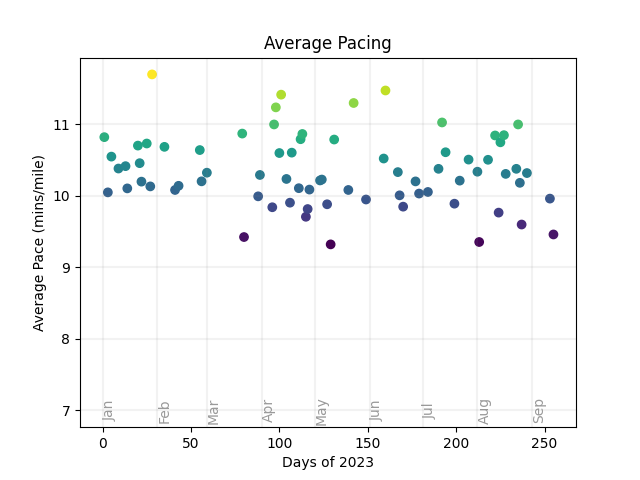 Average Pacing
Average Pace (mins/mile)
11
10
9
8
7
Jan
Feb
Mar
Apr
May
Jun
Jul
Aug
Sep
0
50
100
150
200
250
Days of 2023